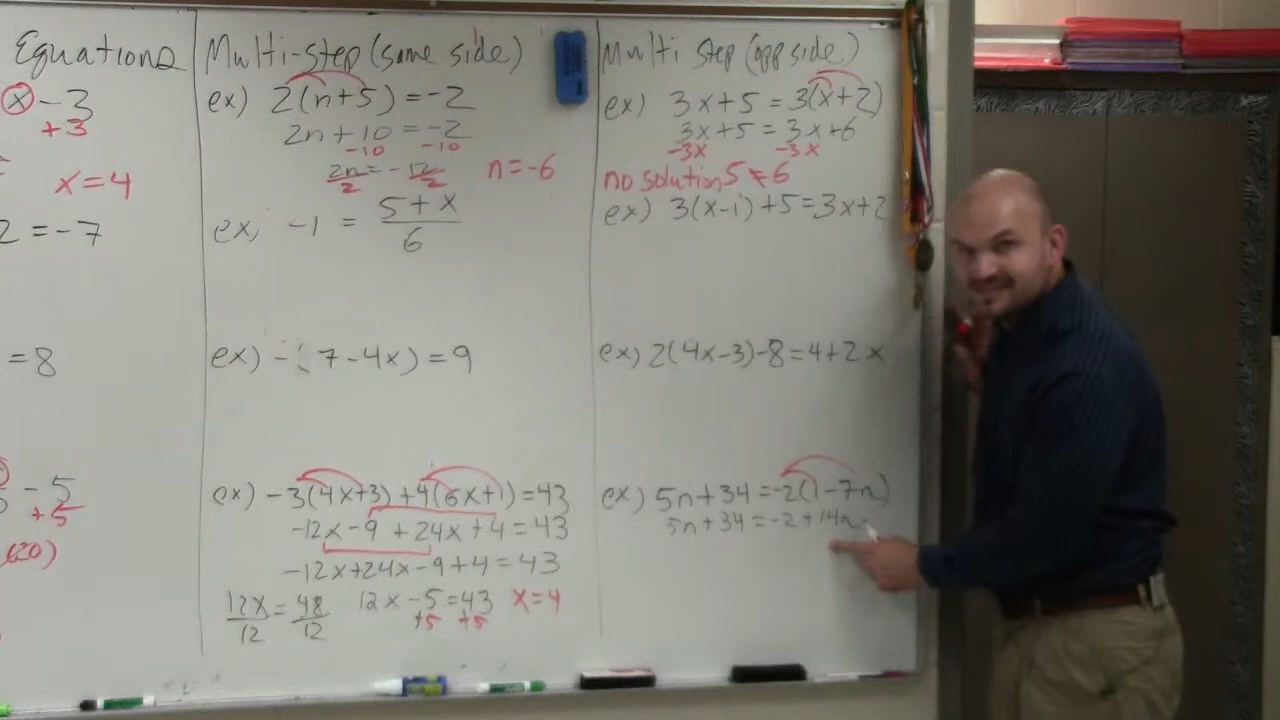 Equations
x - 3
+3
x = 4
2 = -7
= 8
- 5
+5
(20)
Multi-step (same side)
ex) 2(n+5) = -2
2n + 10 = -2
-10 -10
2n = -12
2 2
n = -6
ex, -1 = 5 + x
6
ex) -(7 - 4x) = 9
ex) -3(4x+3) + 4(6x+1) = 43
-12x - 9 + 24x + 4 = 43
-12x + 24x - 9 + 4 = 43
12x - 5 = 43 x = 4
+5 +5
12x = 48
12 12
Multi Step (opp side)
ex) 3x + 5 = 3(x + 2)
3x + 5 = 3x + 6
-3x -3x
no solution 5 ≠ 6
ex) 3(x-1) + 5 = 3x + 2
ex) 2(4x-3) - 8 = 4 + 2x
ex) 5n + 34 = -2(1 - 7n)
5n + 34 = -2 + 14n